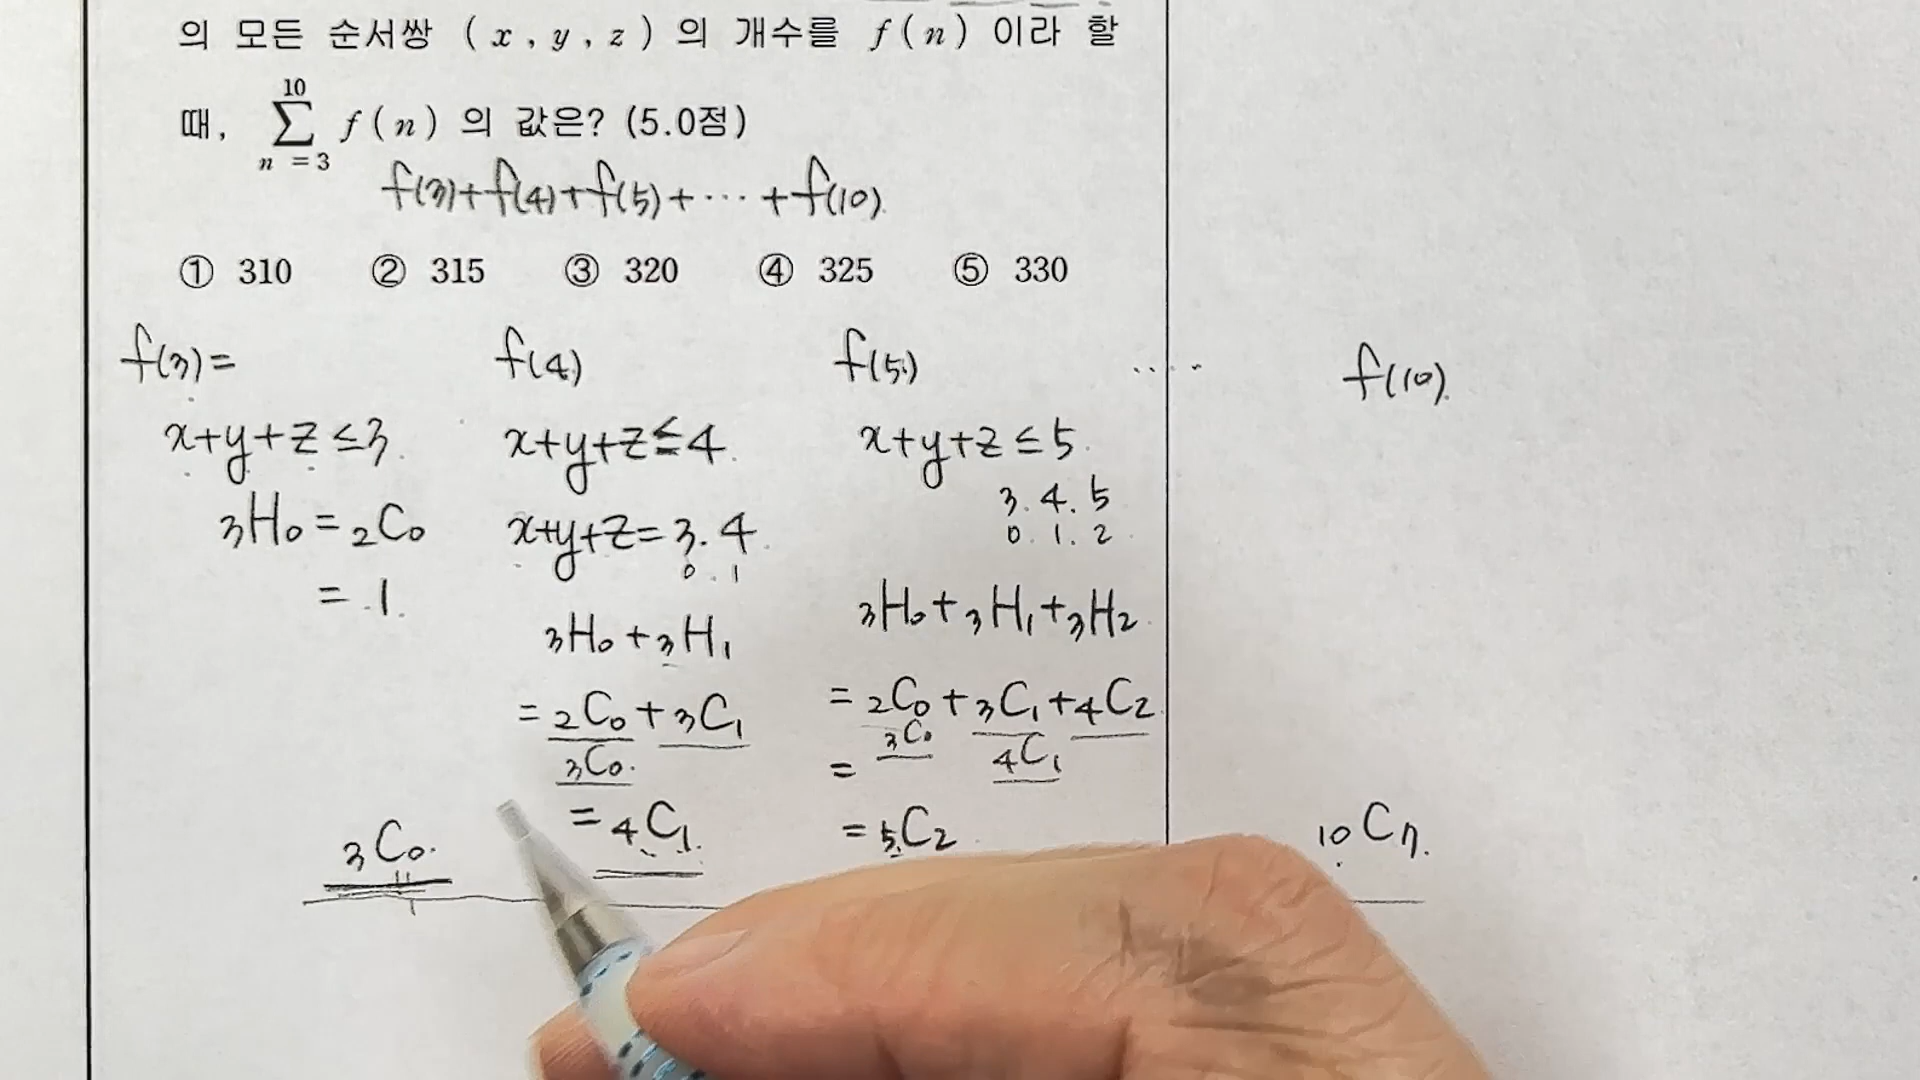 의 모든 순서쌍 ( x , y , z ) 의 개수를 f ( n ) 이라 할
때, ∑_{n=3}^{10} f ( n ) 의 값은? (5.0점)
f(3)+f(4)+f(5)+ ··· +f(10).
① 310 ② 315 ③ 320 ④ 325 ⑤ 330
f(3)= f(4) f(5) ···· f(10).
x+y+z≤3. x+y+z≤4. x+y+z≤5.
3. 4. 5
₃H₀=₂C₀ x+y+z=3. 4. 0. 1. 2
0. 1
= 1. ₃H₀+₃H₁ ₃H₀+₃H₁+₃H₂
=₂C₀+₃C₁ =₂C₀+₃C₁+₄C₂
₃C₀. = ₃C₀ ₄C₁
₃C₀. =₄C₁. =₅C₂ ₁₀C₇.